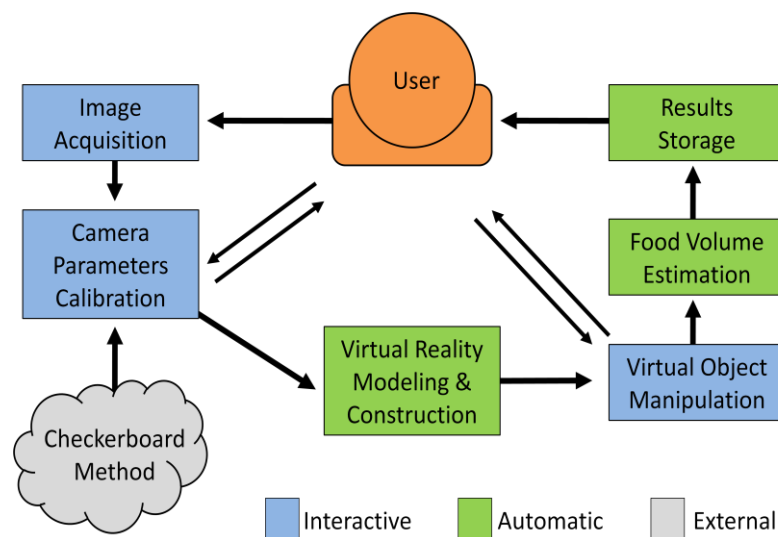 User
Image
Acquisition
Results
Storage
Camera
Parameters
Calibration
Food Volume
Estimation
Virtual Reality
Modeling &
Construction
Virtual Object
Manipulation
Checkerboard
Method
Interactive
Automatic
External